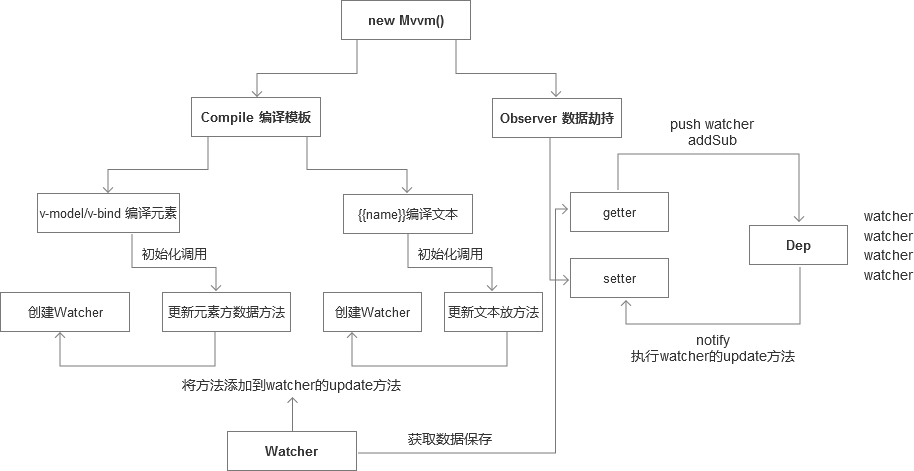 new Mvvm()
Compile 编译模板
Observer 数据劫持
push watcher
addSub
v-model/v-bind 编译元素
{{name}}编译文本
getter
watcher
watcher
watcher
watcher
Dep
初始化调用
初始化调用
setter
创建Watcher
更新元素方数据方法
创建Watcher
更新文本放方法
notify
执行watcher的update方法
将方法添加到watcher的update方法
Watcher
获取数据保存